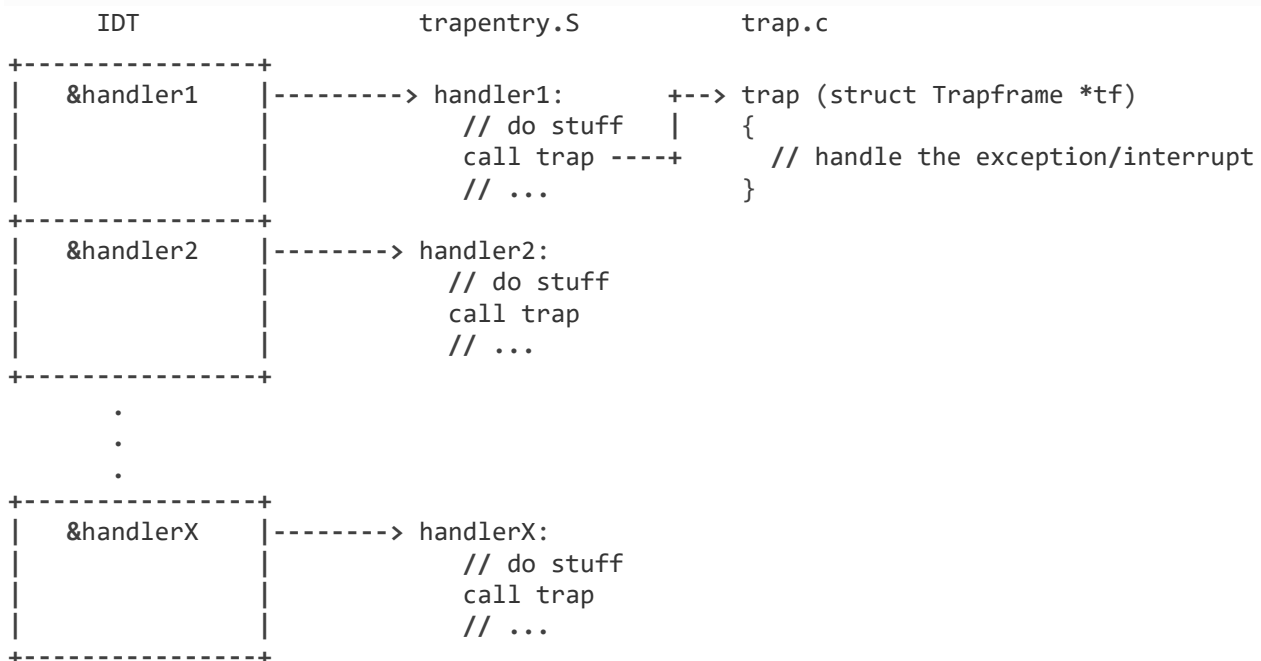 IDT                   trapentry.S         trap.c
+----------------+
|   &handler1    |---------> handler1:          +--> trap (struct Trapframe *tf)
|                |             // do stuff   |    {
|                |             call trap ----+      // handle the exception/interrupt
|                |             // ...             }
+----------------+
|   &handler2    |--------> handler2:
|                |            // do stuff
|                |            call trap
|                |            // ...
+----------------+
       .
       .
       .
+----------------+
|   &handlerX    |--------> handlerX:
|                |             // do stuff
|                |             call trap
|                |             // ...
+----------------+